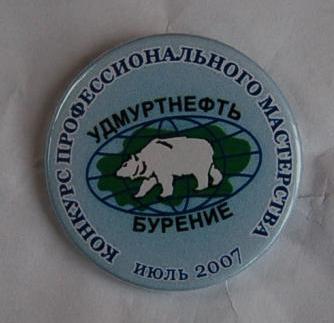 КОНКУРС ПРОФЕССИОНАЛЬНОГО МАСТЕРСТВА
УДМУРТНЕФТЬ
БУРЕНИЕ
ИЮЛЬ 2007